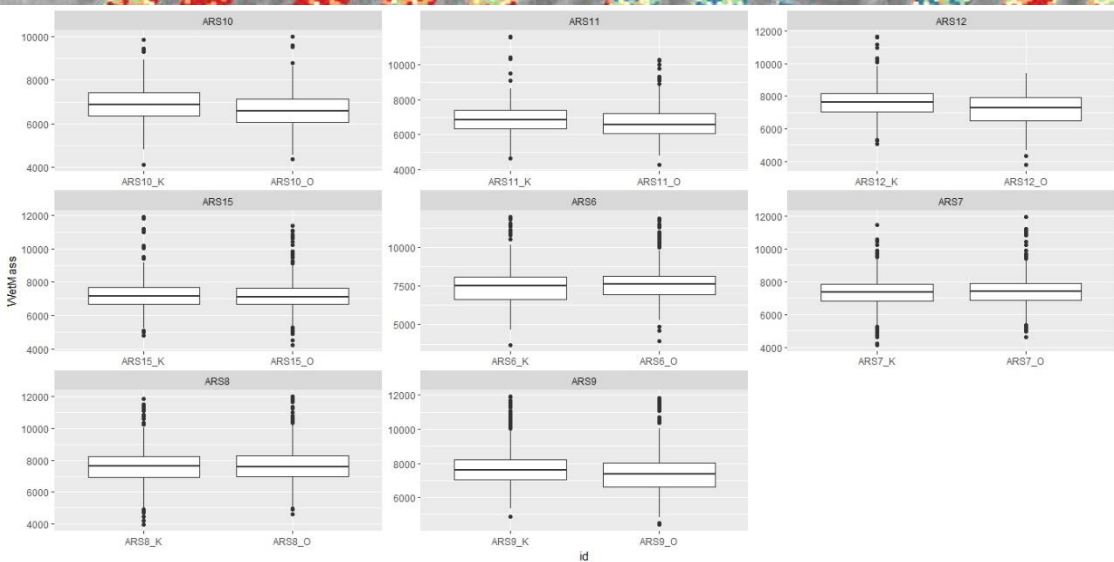 ARS10 ARS11 ARS12
10000
8000
6000
4000
ARS10_K ARS10_O
10000
8000
6000
4000
ARS11_K ARS11_O
12000
10000
8000
6000
4000
ARS12_K ARS12_O
WetMass
ARS15 ARS6 ARS7
12000
10000
8000
6000
4000
ARS15_K ARS15_O
10000
7500
5000
ARS6_K ARS6_O
12000
10000
8000
6000
4000
ARS7_K ARS7_O
ARS8 ARS9
12000
10000
8000
6000
4000
ARS8_K ARS8_O
12000
10000
8000
6000
ARS9_K ARS9_O
id